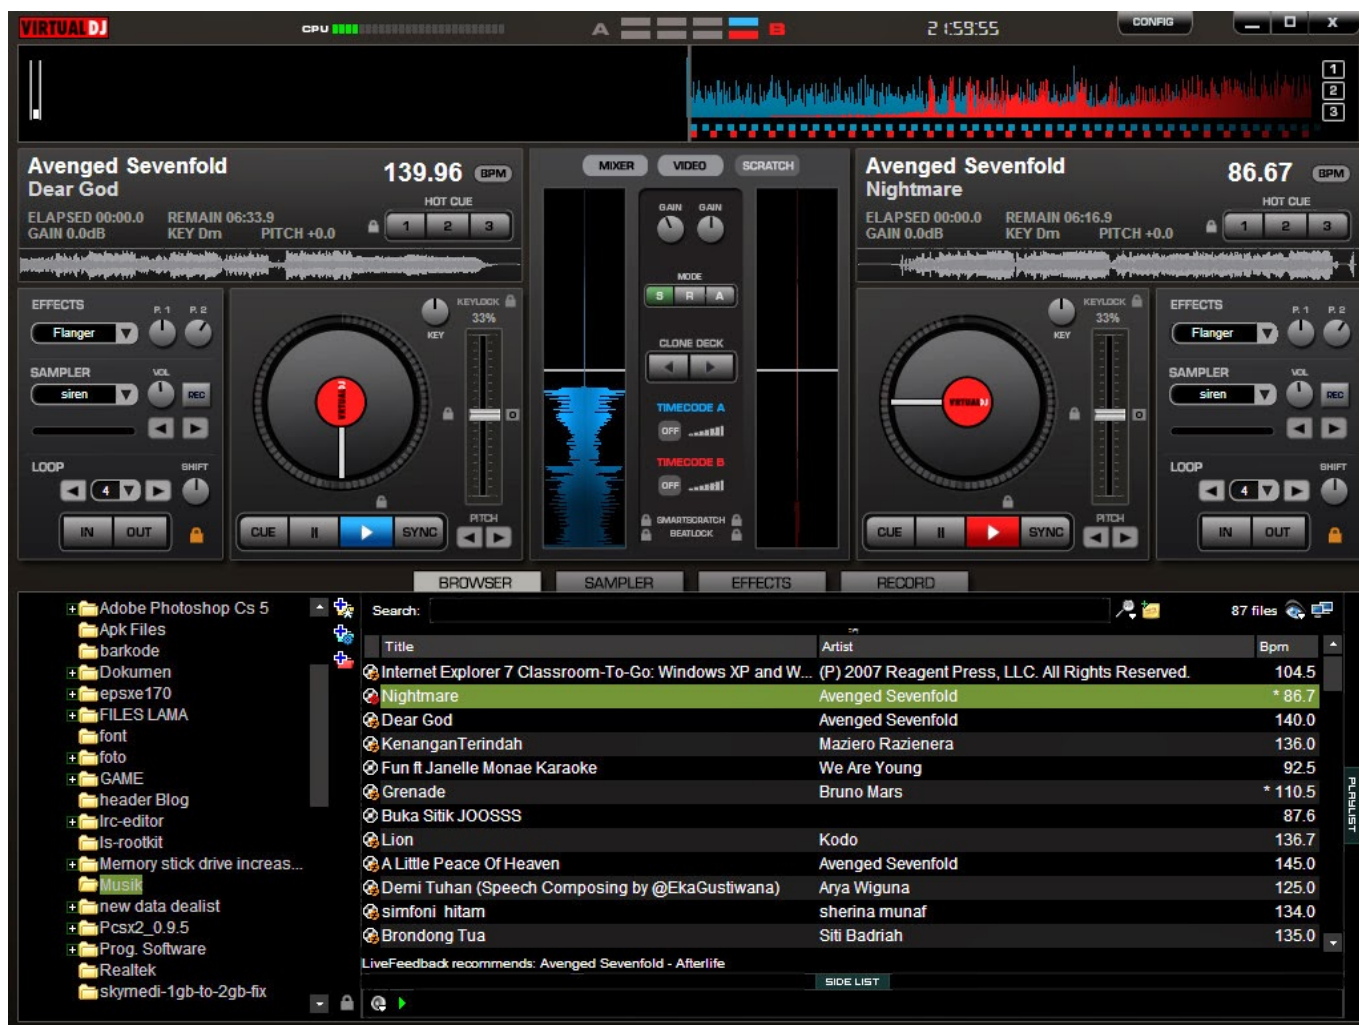 VIRTUAL DJ
CPU
A
B
21:59:55
CONFIG
X
1
2
3
Avenged Sevenfold
Dear God
139.96 BPM
HOT CUE
ELAPSED 00:00.0 REMAIN 06:33.9
GAIN 0.0dB KEY Dm PITCH +0.0
1 2 3
MIXER VIDEO SCRATCH
Avenged Sevenfold
Nightmare
86.67 BPM
HOT CUE
ELAPSED 00:00.0 REMAIN 06:16.9
GAIN 0.0dB KEY Dm PITCH +0.0
1 2 3
EFFECTS P. 1 P. 2
Flanger
SAMPLER VOL
siren REC
LOOP SHIFT
4
IN OUT
KEYLOCK
33%
KEY
VIRTUAL DJ
CUE SYNC
PITCH
GAIN GAIN
MODE
S R A
CLONE DECK
TIMECODE A
OFF
TIMECODE B
OFF
SMARTSCRATCH
BEATLOCK
KEYLOCK
33%
KEY
VIRTUAL DJ
CUE SYNC
PITCH
EFFECTS P. 1 P. 2
Flanger
SAMPLER VOL
siren REC
LOOP SHIFT
4
IN OUT
BROWSER SAMPLER EFFECTS RECORD
Adobe Photoshop Cs 5
Apk Files
barkode
Dokumen
epsxe170
FILES LAMA
font
foto
GAME
header Blog
Irc-editor
ls-rootkit
Memory stick drive increas...
Musik
new data dealist
Pcsx2_0.9.5
Prog. Software
Realtek
skymedi-1gb-to-2gb-fix
Search:
87 files
Title Artist Bpm
Internet Explorer 7 Classroom-To-Go: Windows XP and W... (P) 2007 Reagent Press, LLC. All Rights Reserved. 104.5
Nightmare Avenged Sevenfold * 86.7
Dear God Avenged Sevenfold 140.0
KenanganTerindah Maziero Razienera 136.0
Fun ft Janelle Monae Karaoke We Are Young 92.5
Grenade Bruno Mars * 110.5
Buka Sitik JOOSSS 87.6
Lion Kodo 136.7
A Little Peace Of Heaven Avenged Sevenfold 145.0
Demi Tuhan (Speech Composing by @EkaGustiwana) Arya Wiguna 125.0
simfoni hitam sherina munaf 134.0
Brondong Tua Siti Badriah 135.0
LiveFeedback recommends: Avenged Sevenfold - Afterlife
SIDE LIST
PLAYLIST